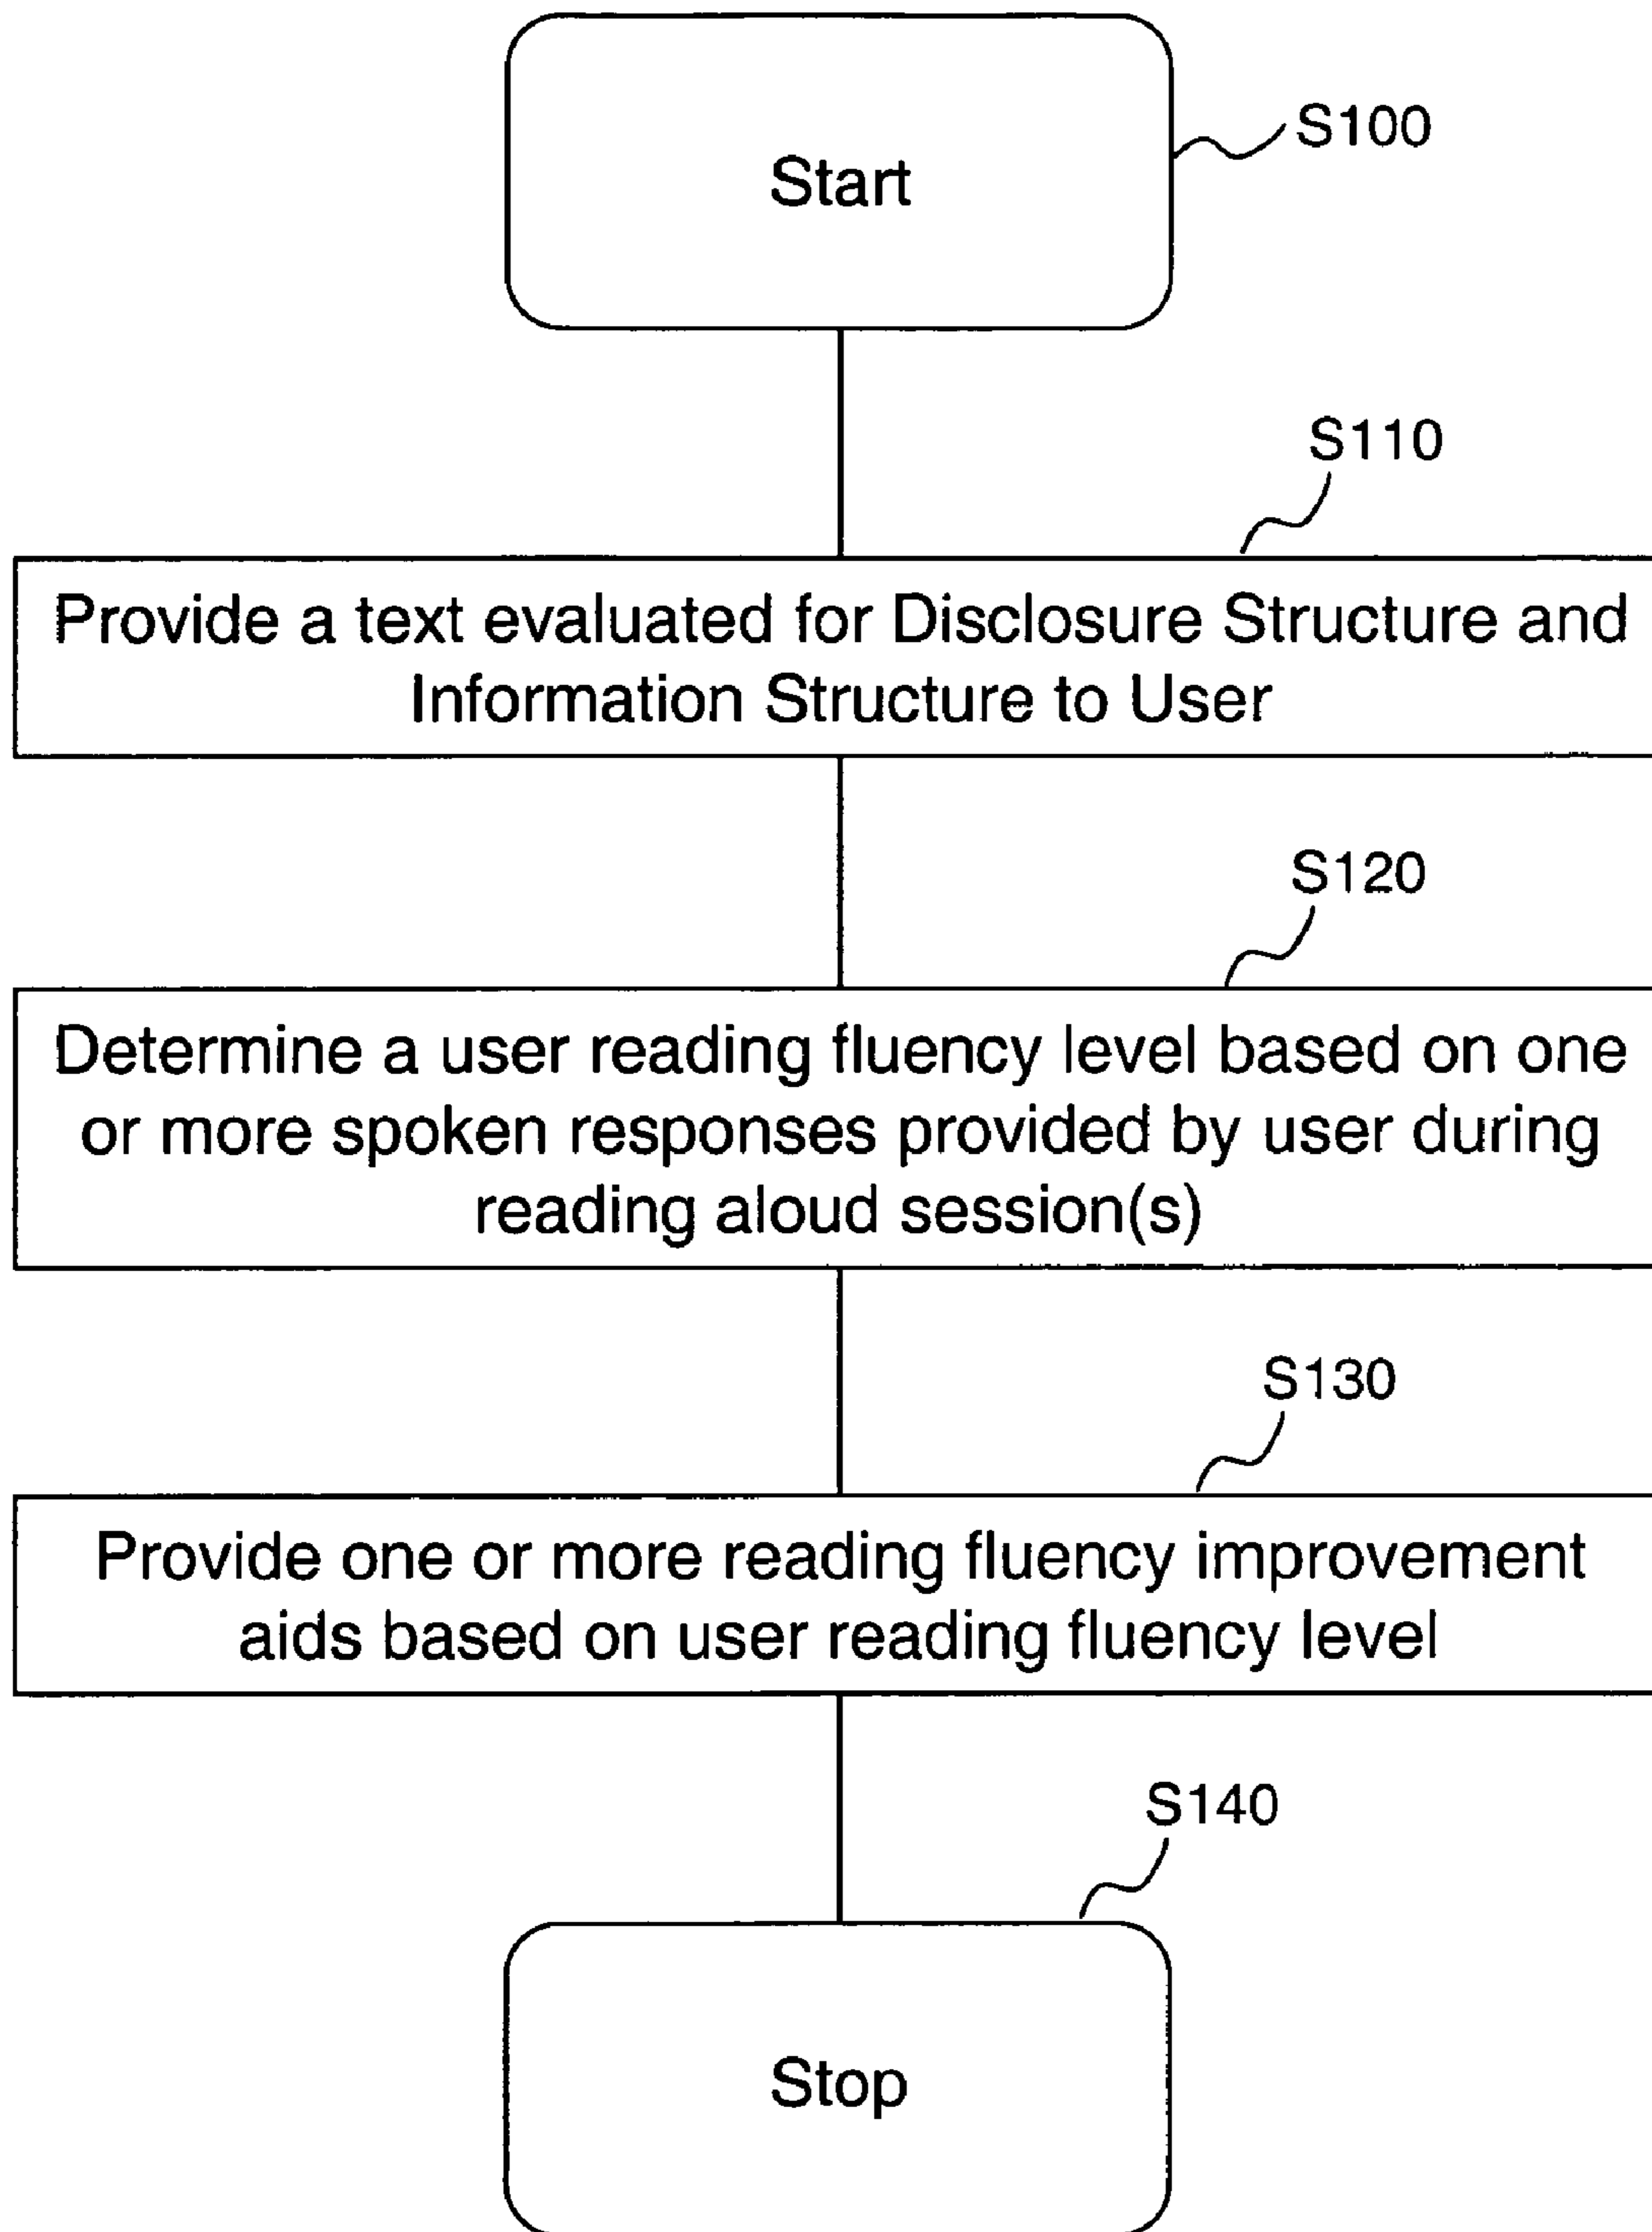 Start
S100
S110
Provide a text evaluated for Disclosure Structure and
Information Structure to User
S120
Determine a user reading fluency level based on one
or more spoken responses provided by user during
reading aloud session(s)
S130
Provide one or more reading fluency improvement
aids based on user reading fluency level
S140
Stop